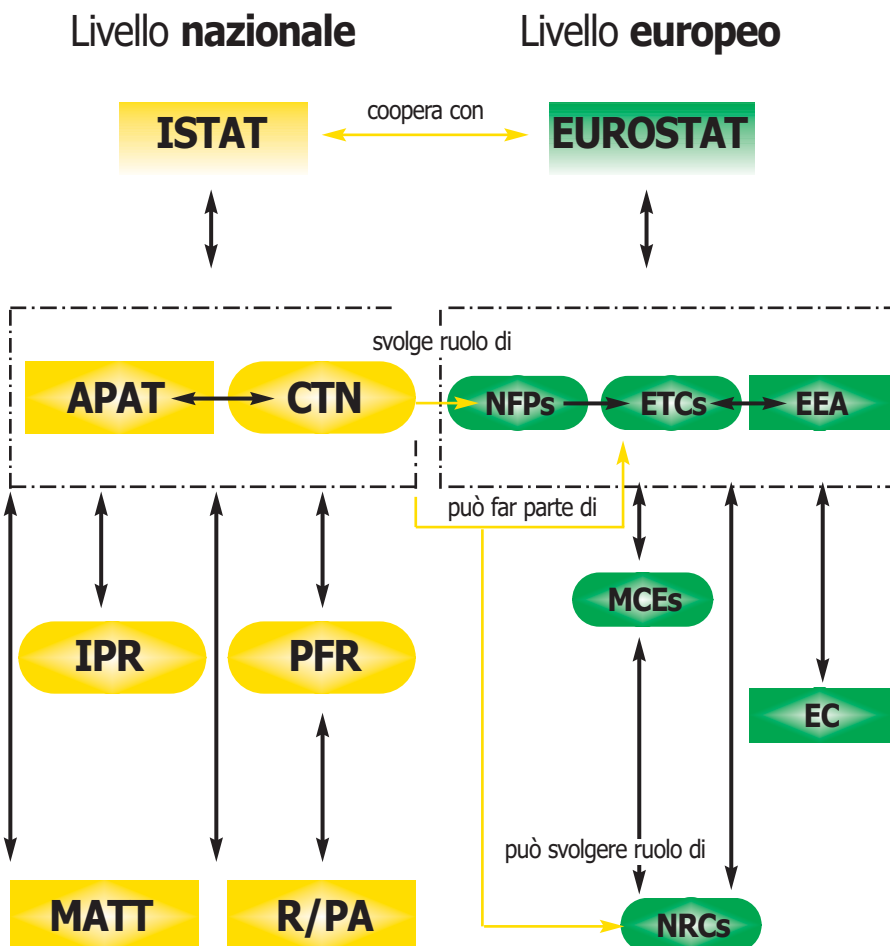 Livello nazionale
Livello europeo
ISTAT
coopera con
EUROSTAT
svolge ruolo di
APAT
CTN
NFPs
ETCs
EEA
può far parte di
MCEs
IPR
PFR
EC
può svolgere ruolo di
MATT
R/PA
NRCs